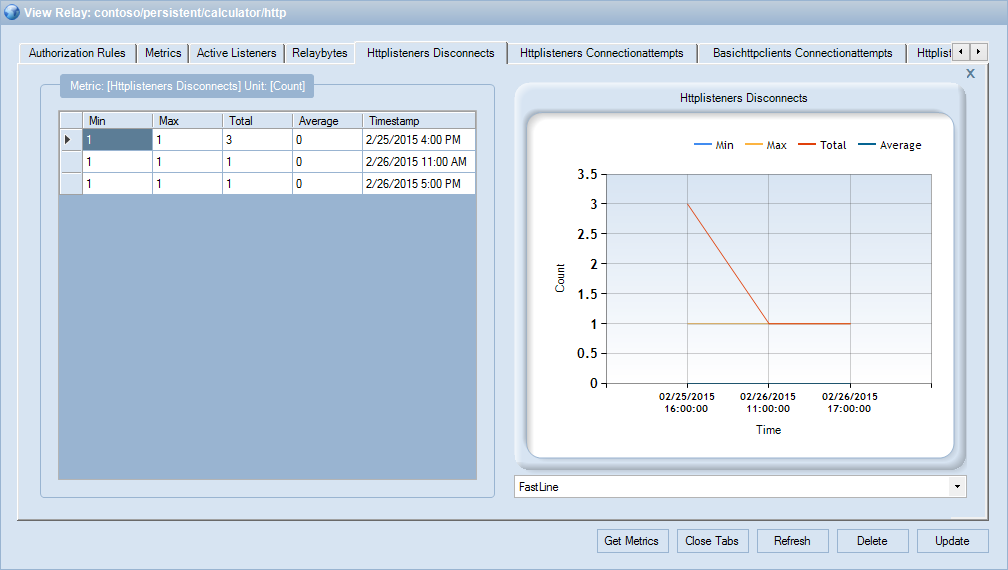 View Relay: contoso/persistent/calculator/http
Authorization Rules Metrics Active Listeners Relaybytes Httplisteners Disconnects Httplisteners Connectionattempts Basichttpclients Connectionattempts Httplist
X
Metric: [Httplisteners Disconnects] Unit: [Count]
Min Max Total Average Timestamp
1 1 3 0 2/25/2015 4:00 PM
1 1 1 0 2/26/2015 11:00 AM
1 1 1 0 2/26/2015 5:00 PM
Httplisteners Disconnects
Min Max Total Average
3.5
3
2.5
2
1.5
1
0.5
0
Count
02/25/2015 02/26/2015 02/26/2015
16:00:00 11:00:00 17:00:00
Time
FastLine
Get Metrics Close Tabs Refresh Delete Update